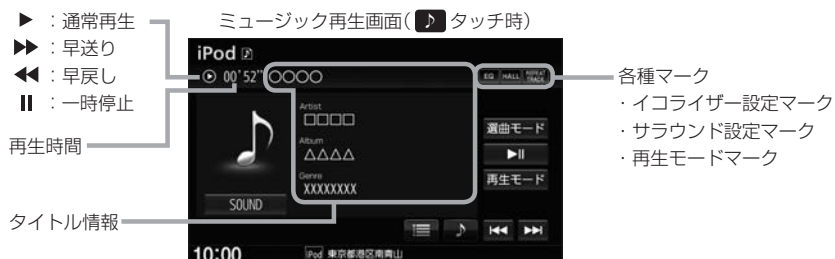 ▶ ：通常再生
▶▶ ：早送り
◀◀ ：早戻し
II ：一時停止
再生時間
タイトル情報
ミュージック再生画面(♪タッチ時)
iPod
00'52" ○○○○
EQ HALL REPEAT TRACK
Artist
□□□□
Album
△△△△
Genre
XXXXXXXX
SOUND
選曲モード
▶II
再生モード
10:00
iPod 東京都港区南青山
各種マーク
・イコライザー設定マーク
・サラウンド設定マーク
・再生モードマーク